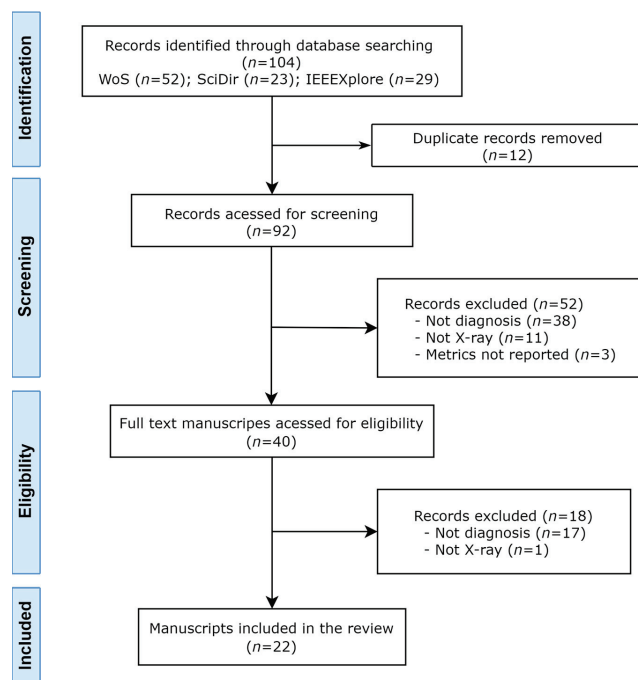 Identification
Records identified through database searching
(n=104)
WoS (n=52); SciDir (n=23); IEEEXplore (n=29)
Duplicate records removed
(n=12)
Screening
Records acessed for screening
(n=92)
Records excluded (n=52)
- Not diagnosis (n=38)
- Not X-ray (n=11)
- Metrics not reported (n=3)
Eligibility
Full text manuscripes acessed for eligibility
(n=40)
Records excluded (n=18)
- Not diagnosis (n=17)
- Not X-ray (n=1)
Included
Manuscripts included in the review
(n=22)